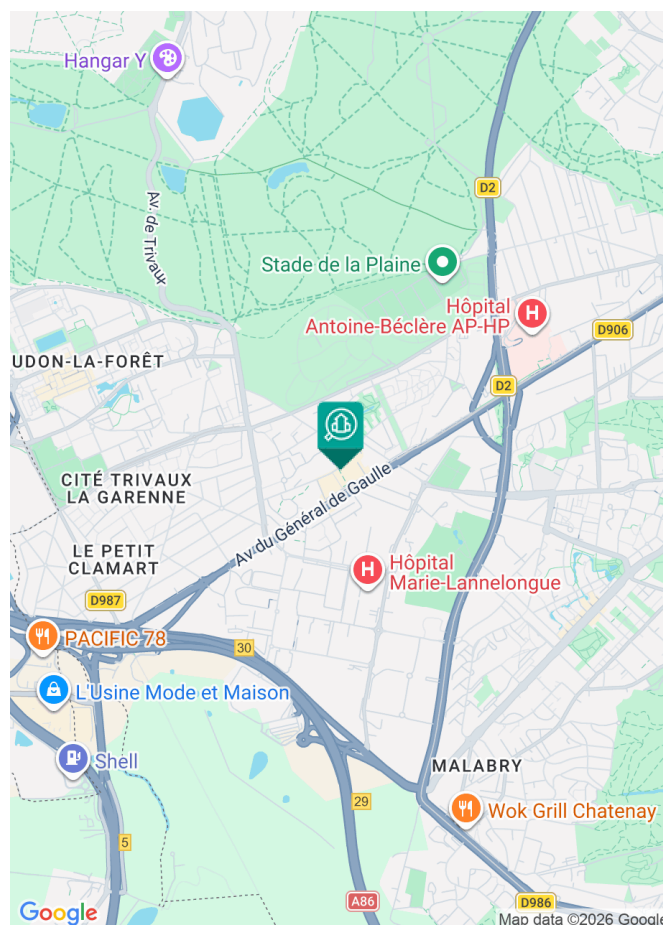 Hangar Y
D2
Av. de Trivaux
Stade de la Plaine
Hôpital
Antoine-Béclère AP-HP
H
D906
UDON-LA-FORÊT
D2
CITÉ TRIVAUX
LA GARENNE
Av du Général de Gaulle
LE PETIT
CLAMART
H
Hôpital
Marie-Lannelongue
D987
PACIFIC 78
30
L'Usine Mode et Maison
Shell
MALABRY
29
Wok Grill Chatenay
5
A86
D986
Google
Map data ©2026 Google